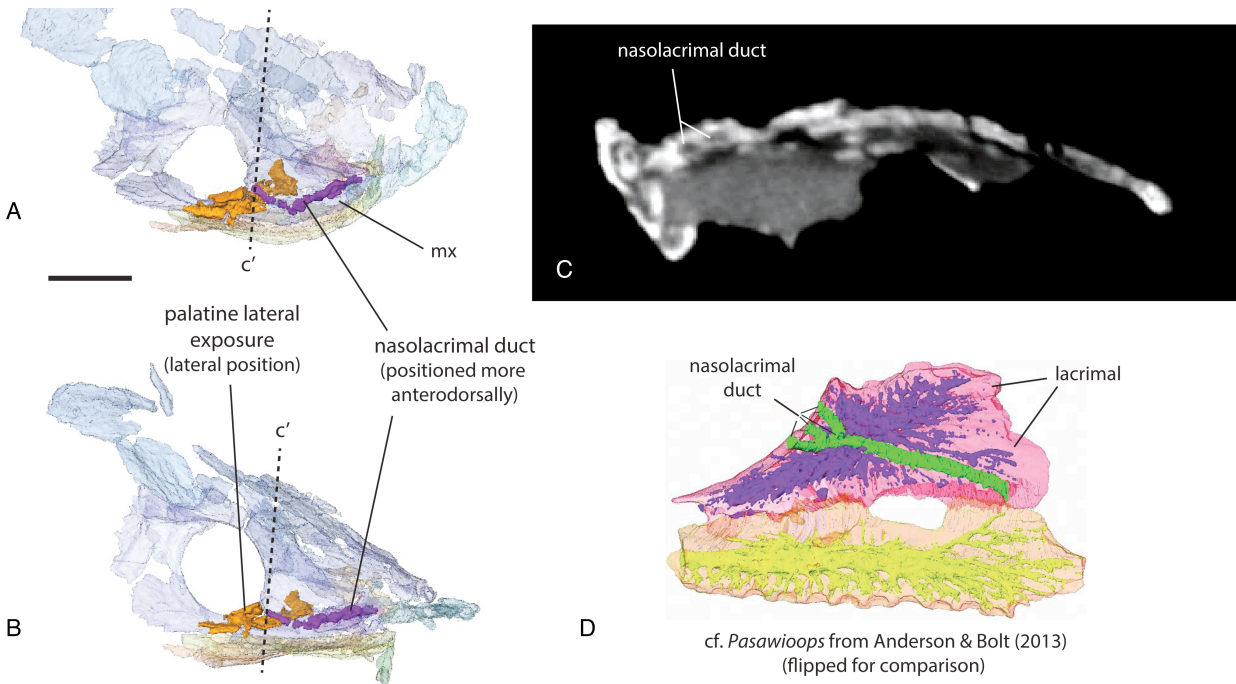 A
c’
mx
palatine lateral
exposure
(lateral position)
nasolacrimal duct
(positioned more
anterodorsally)
c’
B
nasolacrimal duct
C
nasolacrimal
duct
lacrimal
D
cf. Pasawioops from Anderson & Bolt (2013)
(flipped for comparison)